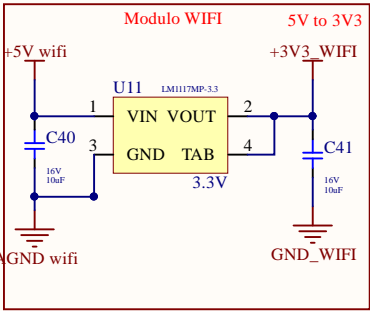 Modulo WIFI
5V to 3V3
+5V wifi
+3V3_WIFI
U11
LM1117MP-3.3
1
VIN
VOUT
2
C40
3
GND
TAB
4
C41
16V
10uF
3.3V
16V
10uF
AGND wifi
GND_WIFI